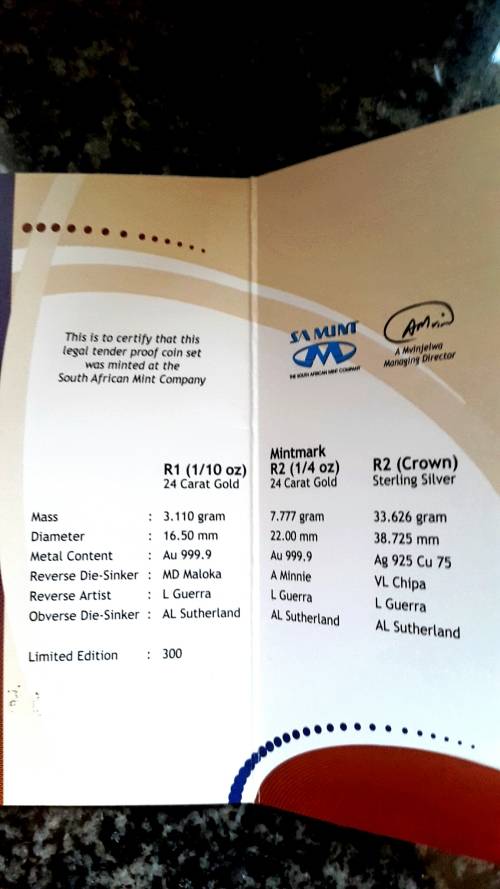 This is to certify that this
legal tender proof coin set
was minted at the
South African Mint Company
SA MINT
THE SOUTH AFRICAN MINT COMPANY
A Mvinjelwa
Managing Director
R1 (1/10 oz)
24 Carat Gold
Mintmark
R2 (1/4 oz)
24 Carat Gold
R2 (Crown)
Sterling Silver
Mass : 3.110 gram 7.777 gram 33.626 gram
Diameter : 16.50 mm 22.00 mm 38.725 mm
Metal Content : Au 999.9 Au 999.9 Ag 925 Cu 75
Reverse Die-Sinker : MD Maloka A Minnie VL Chipa
Reverse Artist : L Guerra L Guerra L Guerra
Obverse Die-Sinker : AL Sutherland AL Sutherland AL Sutherland
Limited Edition : 300